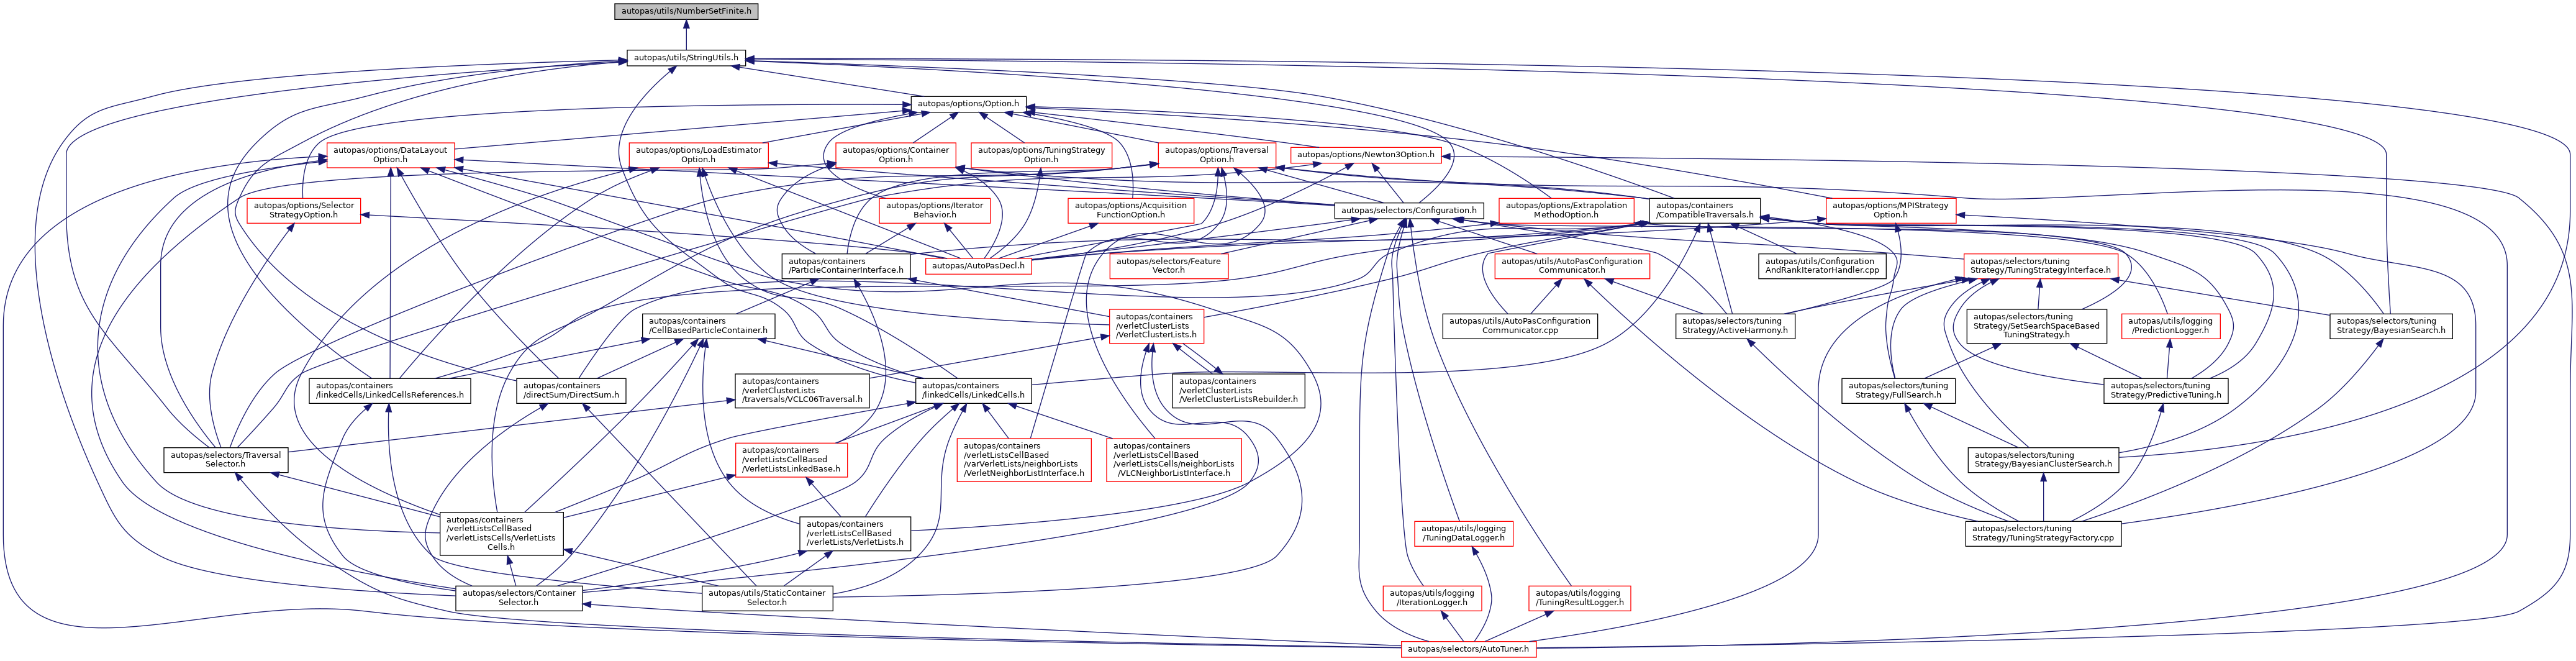 autopas/utils/NumberSetFinite.h
autopas/utils/StringUtils.h
autopas/options/Option.h
autopas/options/DataLayout
Option.h
autopas/options/LoadEstimator
Option.h
autopas/options/Container
Option.h
autopas/options/TuningStrategy
Option.h
autopas/options/Traversal
Option.h
autopas/options/Newton3Option.h
autopas/options/Selector
StrategyOption.h
autopas/options/Iterator
Behavior.h
autopas/options/Acquisition
FunctionOption.h
autopas/selectors/Configuration.h
autopas/options/Extrapolation
MethodOption.h
autopas/containers
/CompatibleTraversals.h
autopas/options/MPIStrategy
Option.h
autopas/containers
/ParticleContainerInterface.h
autopas/AutoPasDecl.h
autopas/selectors/Feature
Vector.h
autopas/utils/AutoPasConfiguration
Communicator.h
autopas/utils/Configuration
AndRankIteratorHandler.cpp
autopas/selectors/tuning
Strategy/TuningStrategyInterface.h
autopas/containers
/CellBasedParticleContainer.h
autopas/containers
/verletClusterLists
/VerletClusterLists.h
autopas/utils/AutoPasConfiguration
Communicator.cpp
autopas/selectors/tuning
Strategy/ActiveHarmony.h
autopas/selectors/tuning
Strategy/SetSearchSpaceBased
TuningStrategy.h
autopas/utils/logging
/PredictionLogger.h
autopas/selectors/tuning
Strategy/BayesianSearch.h
autopas/containers
/linkedCells/LinkedCellsReferences.h
autopas/containers
/directSum/DirectSum.h
autopas/containers
/verletClusterLists
/traversals/VCLC06Traversal.h
autopas/containers
/linkedCells/LinkedCells.h
autopas/containers
/verletClusterLists
/VerletClusterListsRebuilder.h
autopas/selectors/tuning
Strategy/FullSearch.h
autopas/selectors/tuning
Strategy/PredictiveTuning.h
autopas/selectors/Traversal
Selector.h
autopas/containers
/verletListsCellBased
/VerletListsLinkedBase.h
autopas/containers
/verletListsCellBased
/varVerletLists/neighborLists
/VerletNeighborListInterface.h
autopas/containers
/verletListsCellBased
/verletListsCells/neighborLists
/VLCNeighborListInterface.h
autopas/selectors/tuning
Strategy/BayesianClusterSearch.h
autopas/containers
/verletListsCellBased
/verletListsCells/VerletLists
Cells.h
autopas/containers
/verletListsCellBased
/verletLists/VerletLists.h
autopas/utils/logging
/TuningDataLogger.h
autopas/selectors/tuning
Strategy/TuningStrategyFactory.cpp
autopas/selectors/Container
Selector.h
autopas/utils/StaticContainer
Selector.h
autopas/utils/logging
/IterationLogger.h
autopas/utils/logging
/TuningResultLogger.h
autopas/selectors/AutoTuner.h